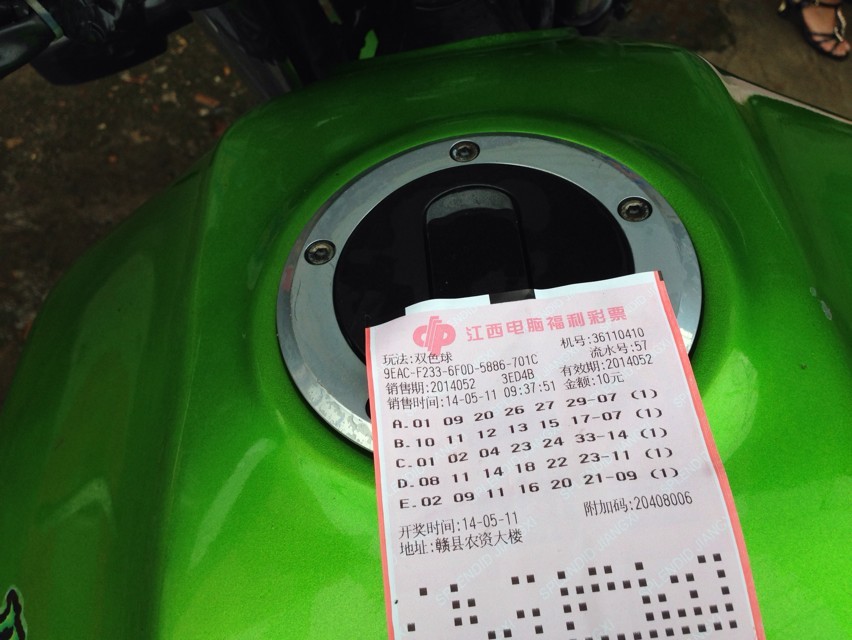 江西电脑福利彩票
玩法:双色球 机号:36110410
9EAC-F233-6F0D-5886-701C 流水号:57
销售期:2014052 3ED4B 有效期:2014052
销售时间:14-05-11 09:37:51 金额:10元
A.01 09 20 26 27 29-07 (1)
B.10 11 12 13 15 17-07 (1)
C.01 02 04 23 24 33-14 (1)
D.08 11 14 18 22 23-11 (1)
E.02 09 11 16 20 21-09 (1)
开奖时间:14-05-11 附加码:20408006
地址:赣县农资大楼